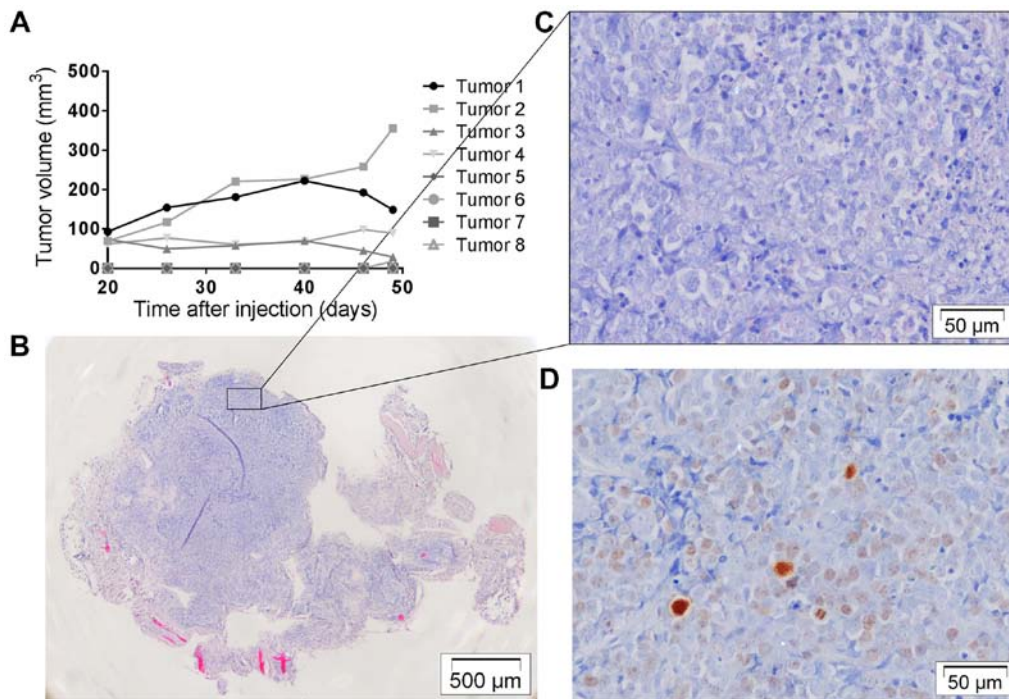 A
Tumor volume (mm³)
500
400
300
200
100
0
20
30
40
50
Time after injection (days)
Tumor 1
Tumor 2
Tumor 3
Tumor 4
Tumor 5
Tumor 6
Tumor 7
Tumor 8
B
500 µm
C
50 µm
D
50 µm